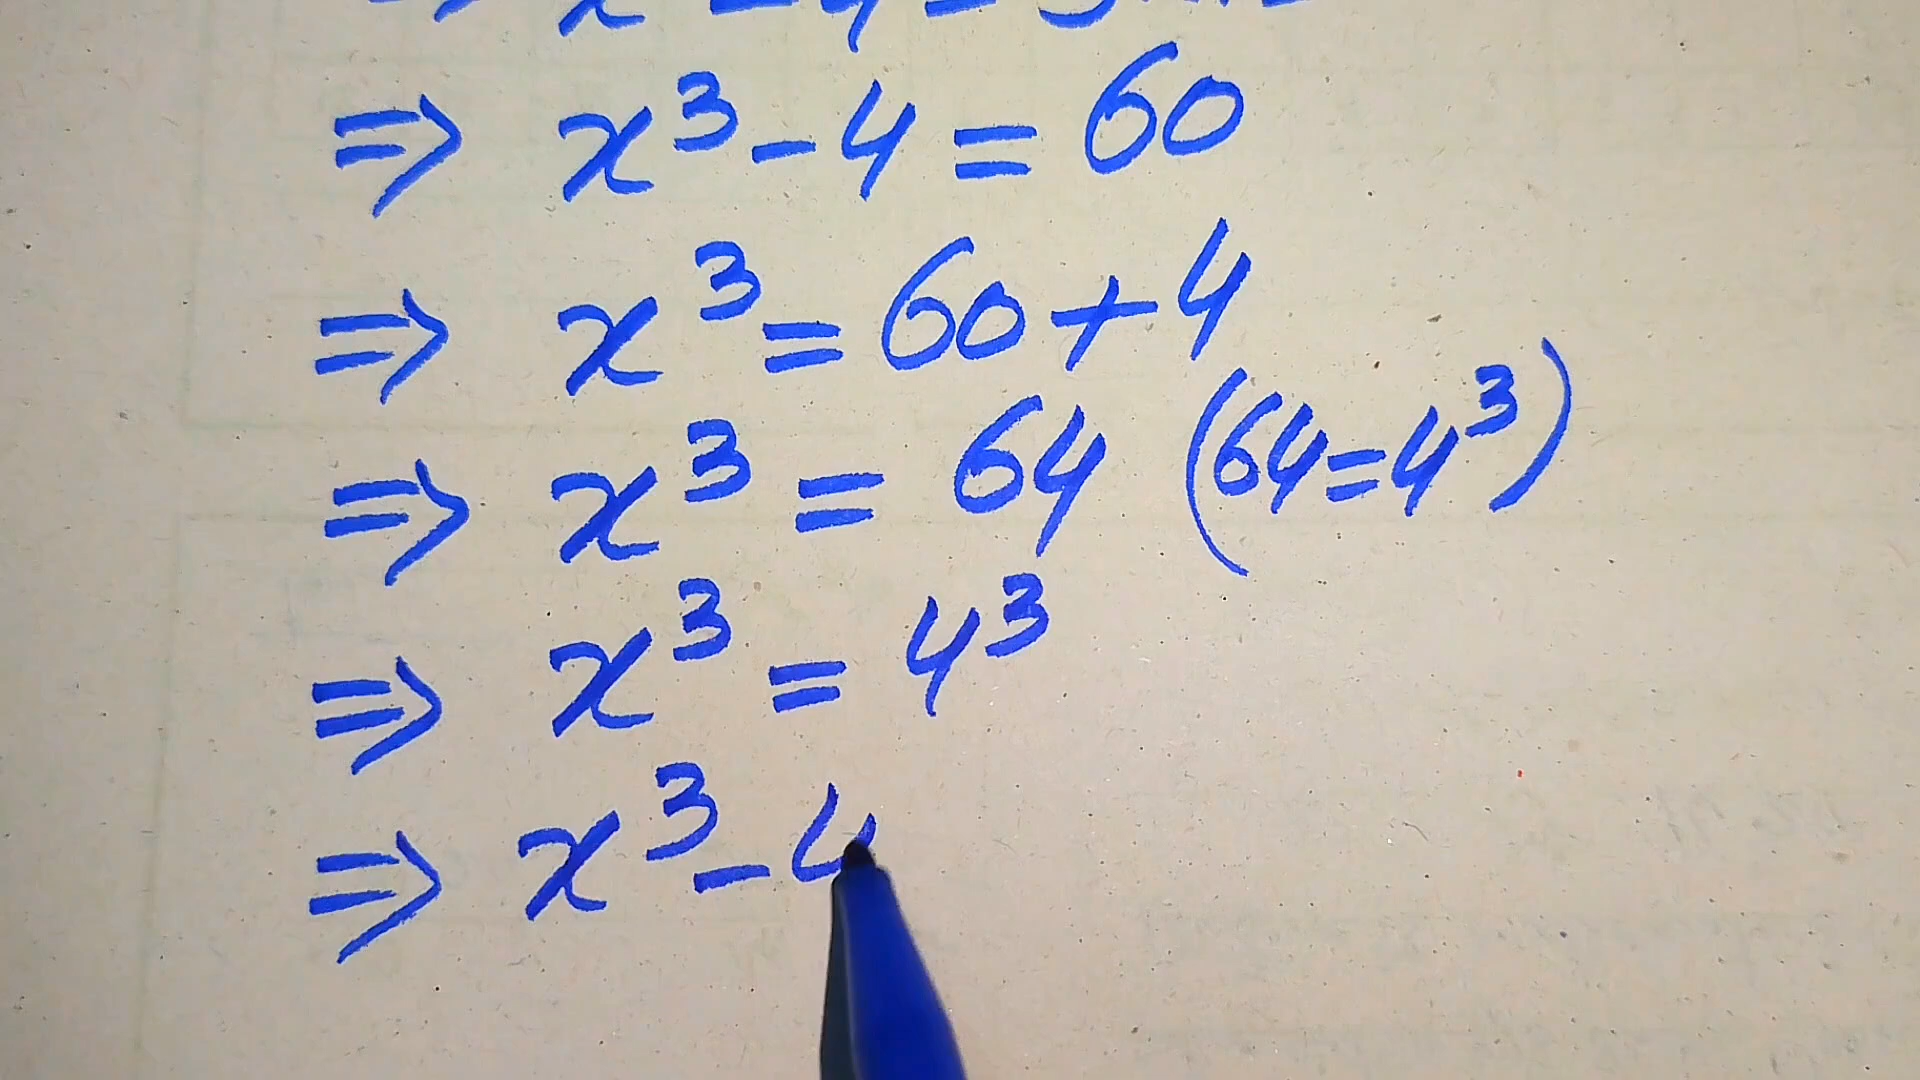 ⇒ x³ - 4 = 60
⇒ x³ = 60 + 4
⇒ x³ = 64 (64 = 4³)
⇒ x³ = 4³
⇒ x³ - 4